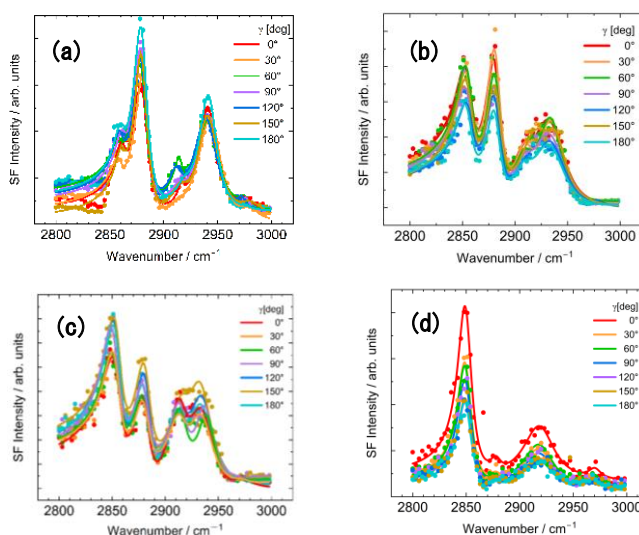 (a)
γ [deg]
0°
30°
60°
90°
120°
150°
180°
SF Intensity / arb. units
2800 2850 2900 2950 3000
Wavenumber / cm⁻¹
(b)
γ [deg]
0°
30°
60°
90°
120°
150°
180°
SF Intensity / arb. units
2800 2850 2900 2950 3000
Wavenumber / cm⁻¹
(c)
γ[deg]
0°
30°
60°
90°
120°
150°
180°
SF Intensity / arb. units
2800 2850 2900 2950 3000
Wavenumber / cm⁻¹
(d)
γ[deg]
0°
30°
60°
90°
120°
150°
180°
SF Intensity / arb. units
2800 2850 2900 2950 3000
Wavenumber / cm⁻¹